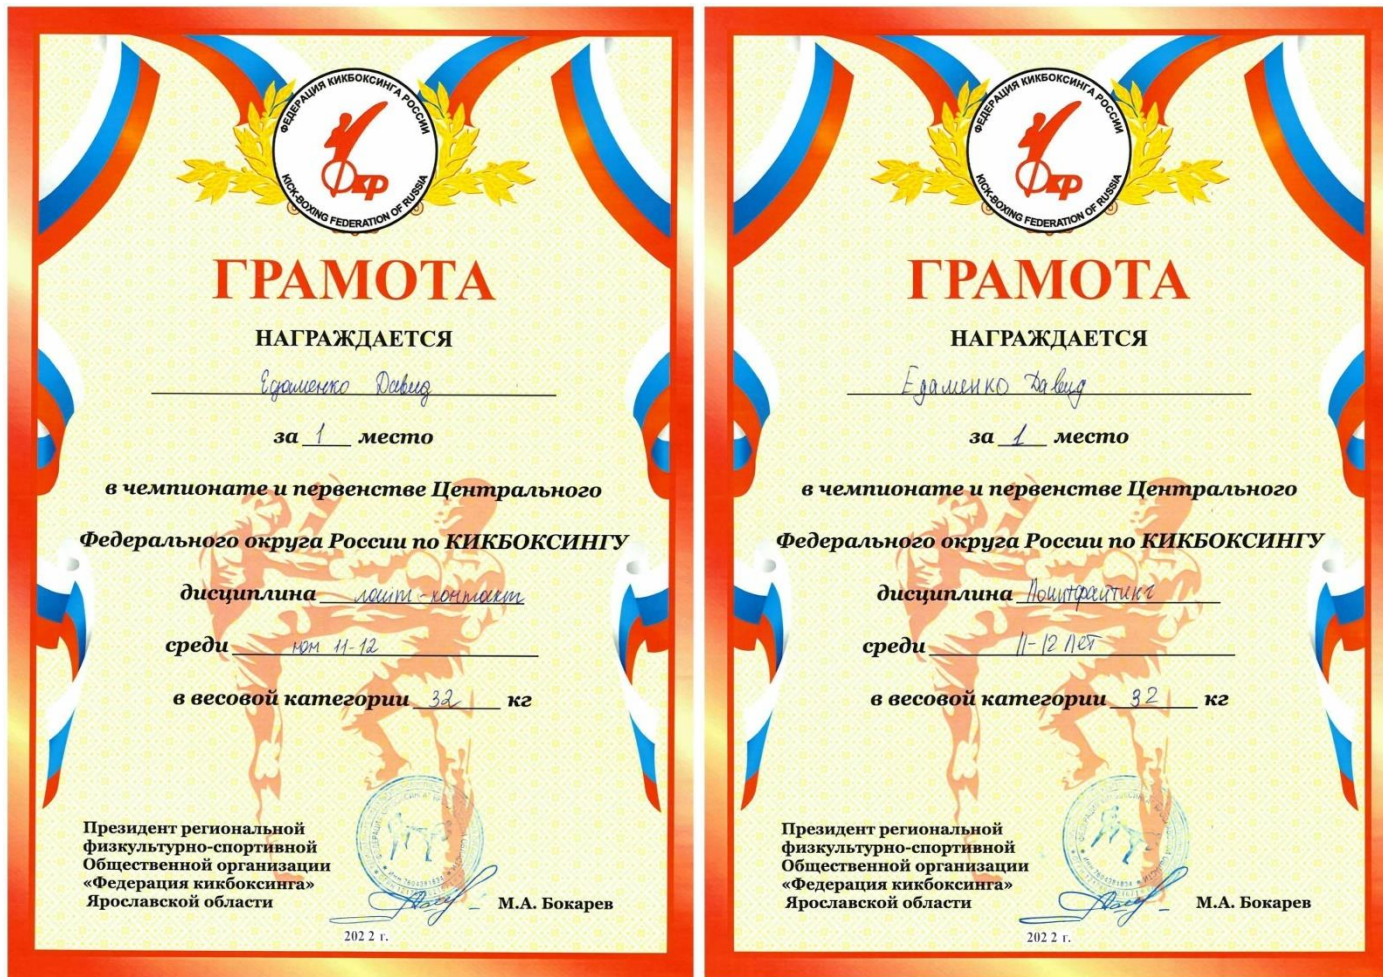 ФЕДЕРАЦИЯ КИКБОКСИНГА РОССИИ
ФКР
KICK-BOXING FEDERATION OF RUSSIA
ГРАМОТА
НАГРАЖДАЕТСЯ
Едаменко Давид
за 1 место
в чемпионате и первенстве Центрального
Федерального округа России по КИКБОКСИНГУ
дисциплина лайт-контакт
среди юн 11-12
в весовой категории 32 кг
Президент региональной
физкультурно-спортивной
Общественной организации
«Федерация кикбоксинга»
Ярославской области М.А. Бокарев
2022 г.
ФЕДЕРАЦИЯ КИКБОКСИНГА РОССИИ
ФКР
KICK-BOXING FEDERATION OF RUSSIA
ГРАМОТА
НАГРАЖДАЕТСЯ
Едаменко Давид
за 1 место
в чемпионате и первенстве Центрального
Федерального округа России по КИКБОКСИНГУ
дисциплина Поинтфайтинг
среди 11-12 лет
в весовой категории 32 кг
Президент региональной
физкультурно-спортивной
Общественной организации
«Федерация кикбоксинга»
Ярославской области М.А. Бокарев
2022 г.